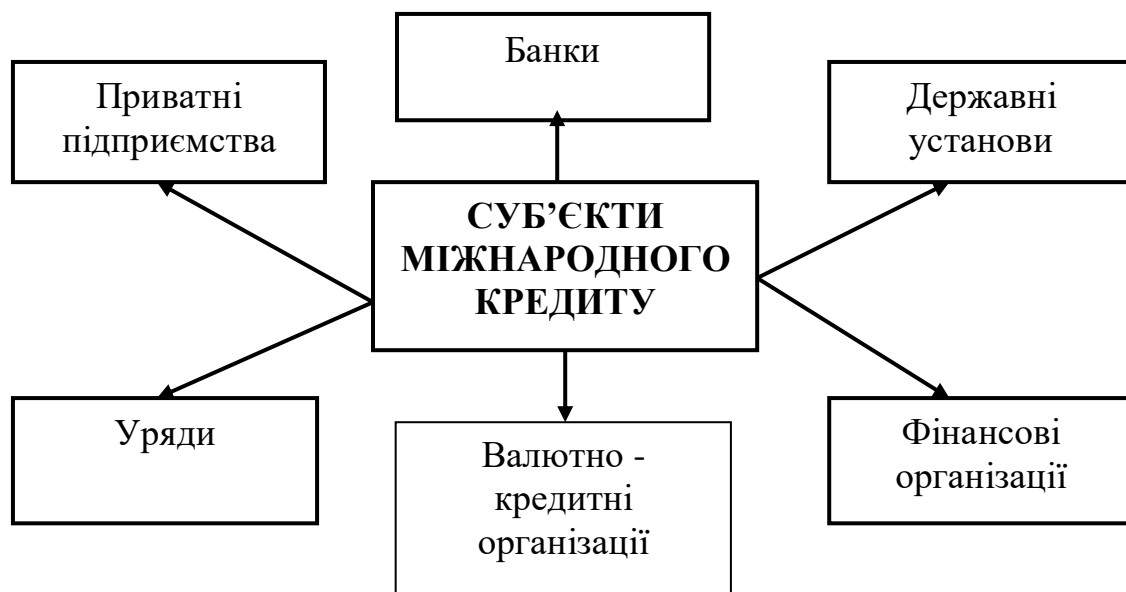 Банки
Приватні
підприємства
Державні
установи
СУБ’ЄКТИ
МІЖНАРОДНОГО
КРЕДИТУ
Уряди
Валютно -
кредитні
організації
Фінансові
організації